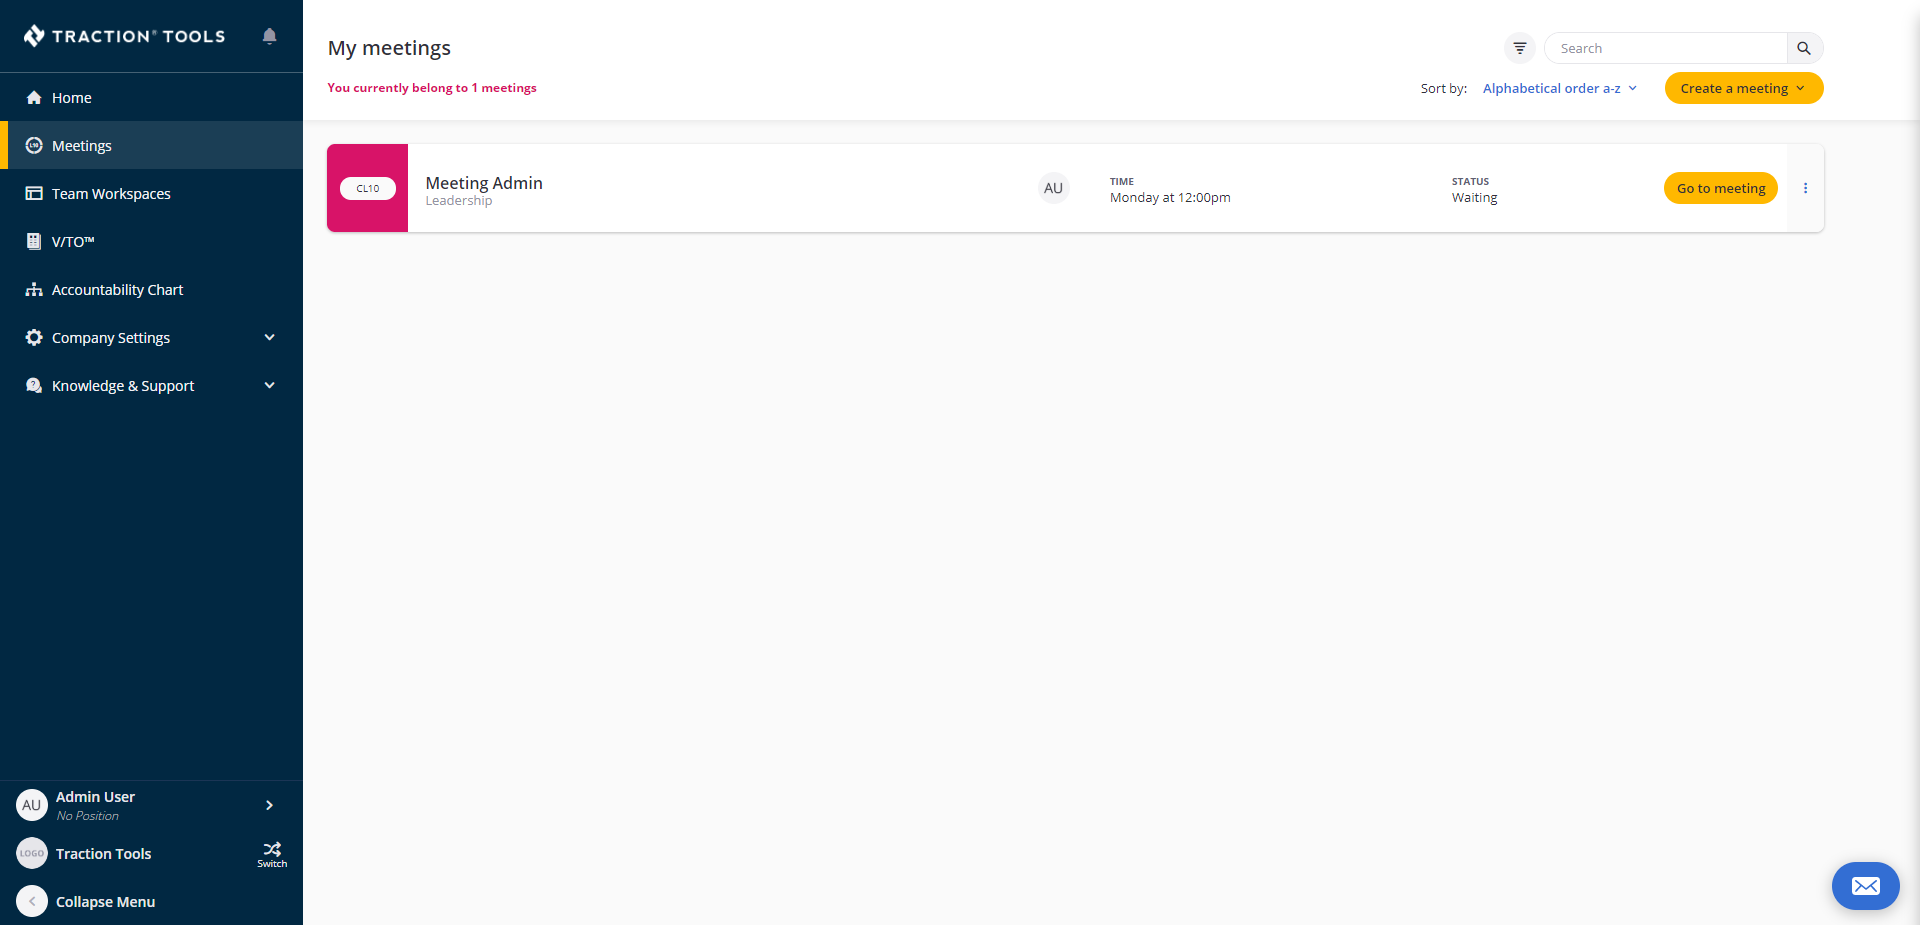 TRACTION® TOOLS
Home
Meetings
Team Workspaces
V/TO™
Accountability Chart
Company Settings
Knowledge & Support
AU
Admin User
No Position
LOGO
Traction Tools
Switch
Collapse Menu
My meetings
Search
You currently belong to 1 meetings
Sort by: Alphabetical order a-z
Create a meeting
CL10
Meeting Admin
Leadership
AU
TIME
Monday at 12:00pm
STATUS
Waiting
Go to meeting